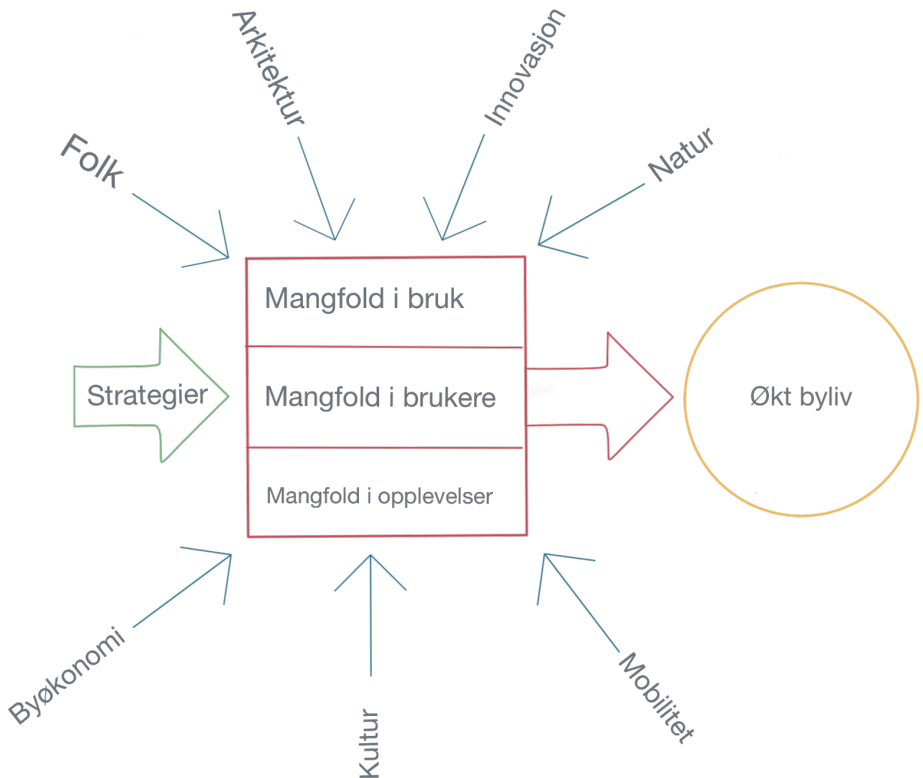 Arkitektur
Innovasjon
Folk
Natur
Mangfold i bruk
Strategier
Mangfold i brukere
Økt byliv
Mangfold i opplevelser
Byøkonomi
Kultur
Mobilitet